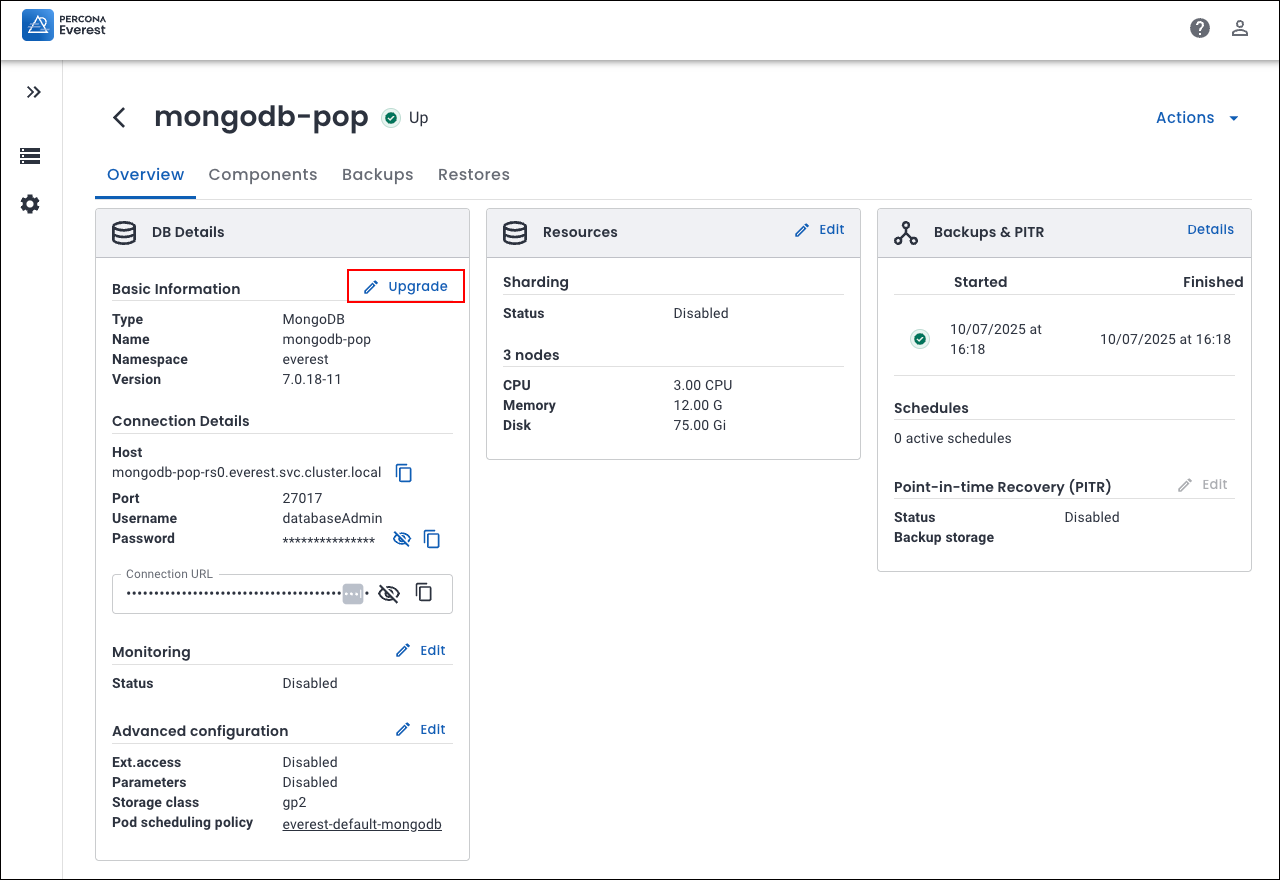 PERCONA
Everest
mongodb-pop
Up
Actions
Overview
Components
Backups
Restores
DB Details
Basic Information
Upgrade
Type MongoDB
Name mongodb-pop
Namespace everest
Version 7.0.18-11
Connection Details
Host
mongodb-pop-rs0.everest.svc.cluster.local
Port 27017
Username databaseAdmin
Password ***************
Connection URL
Monitoring
Edit
Status Disabled
Advanced configuration
Edit
Ext.access Disabled
Parameters Disabled
Storage class gp2
Pod scheduling policy everest-default-mongodb
Resources
Edit
Sharding
Status Disabled
3 nodes
CPU 3.00 CPU
Memory 12.00 G
Disk 75.00 Gi
Backups & PITR
Details
Started Finished
10/07/2025 at
16:18
10/07/2025 at 16:18
Schedules
0 active schedules
Point-in-time Recovery (PITR)
Edit
Status Disabled
Backup storage